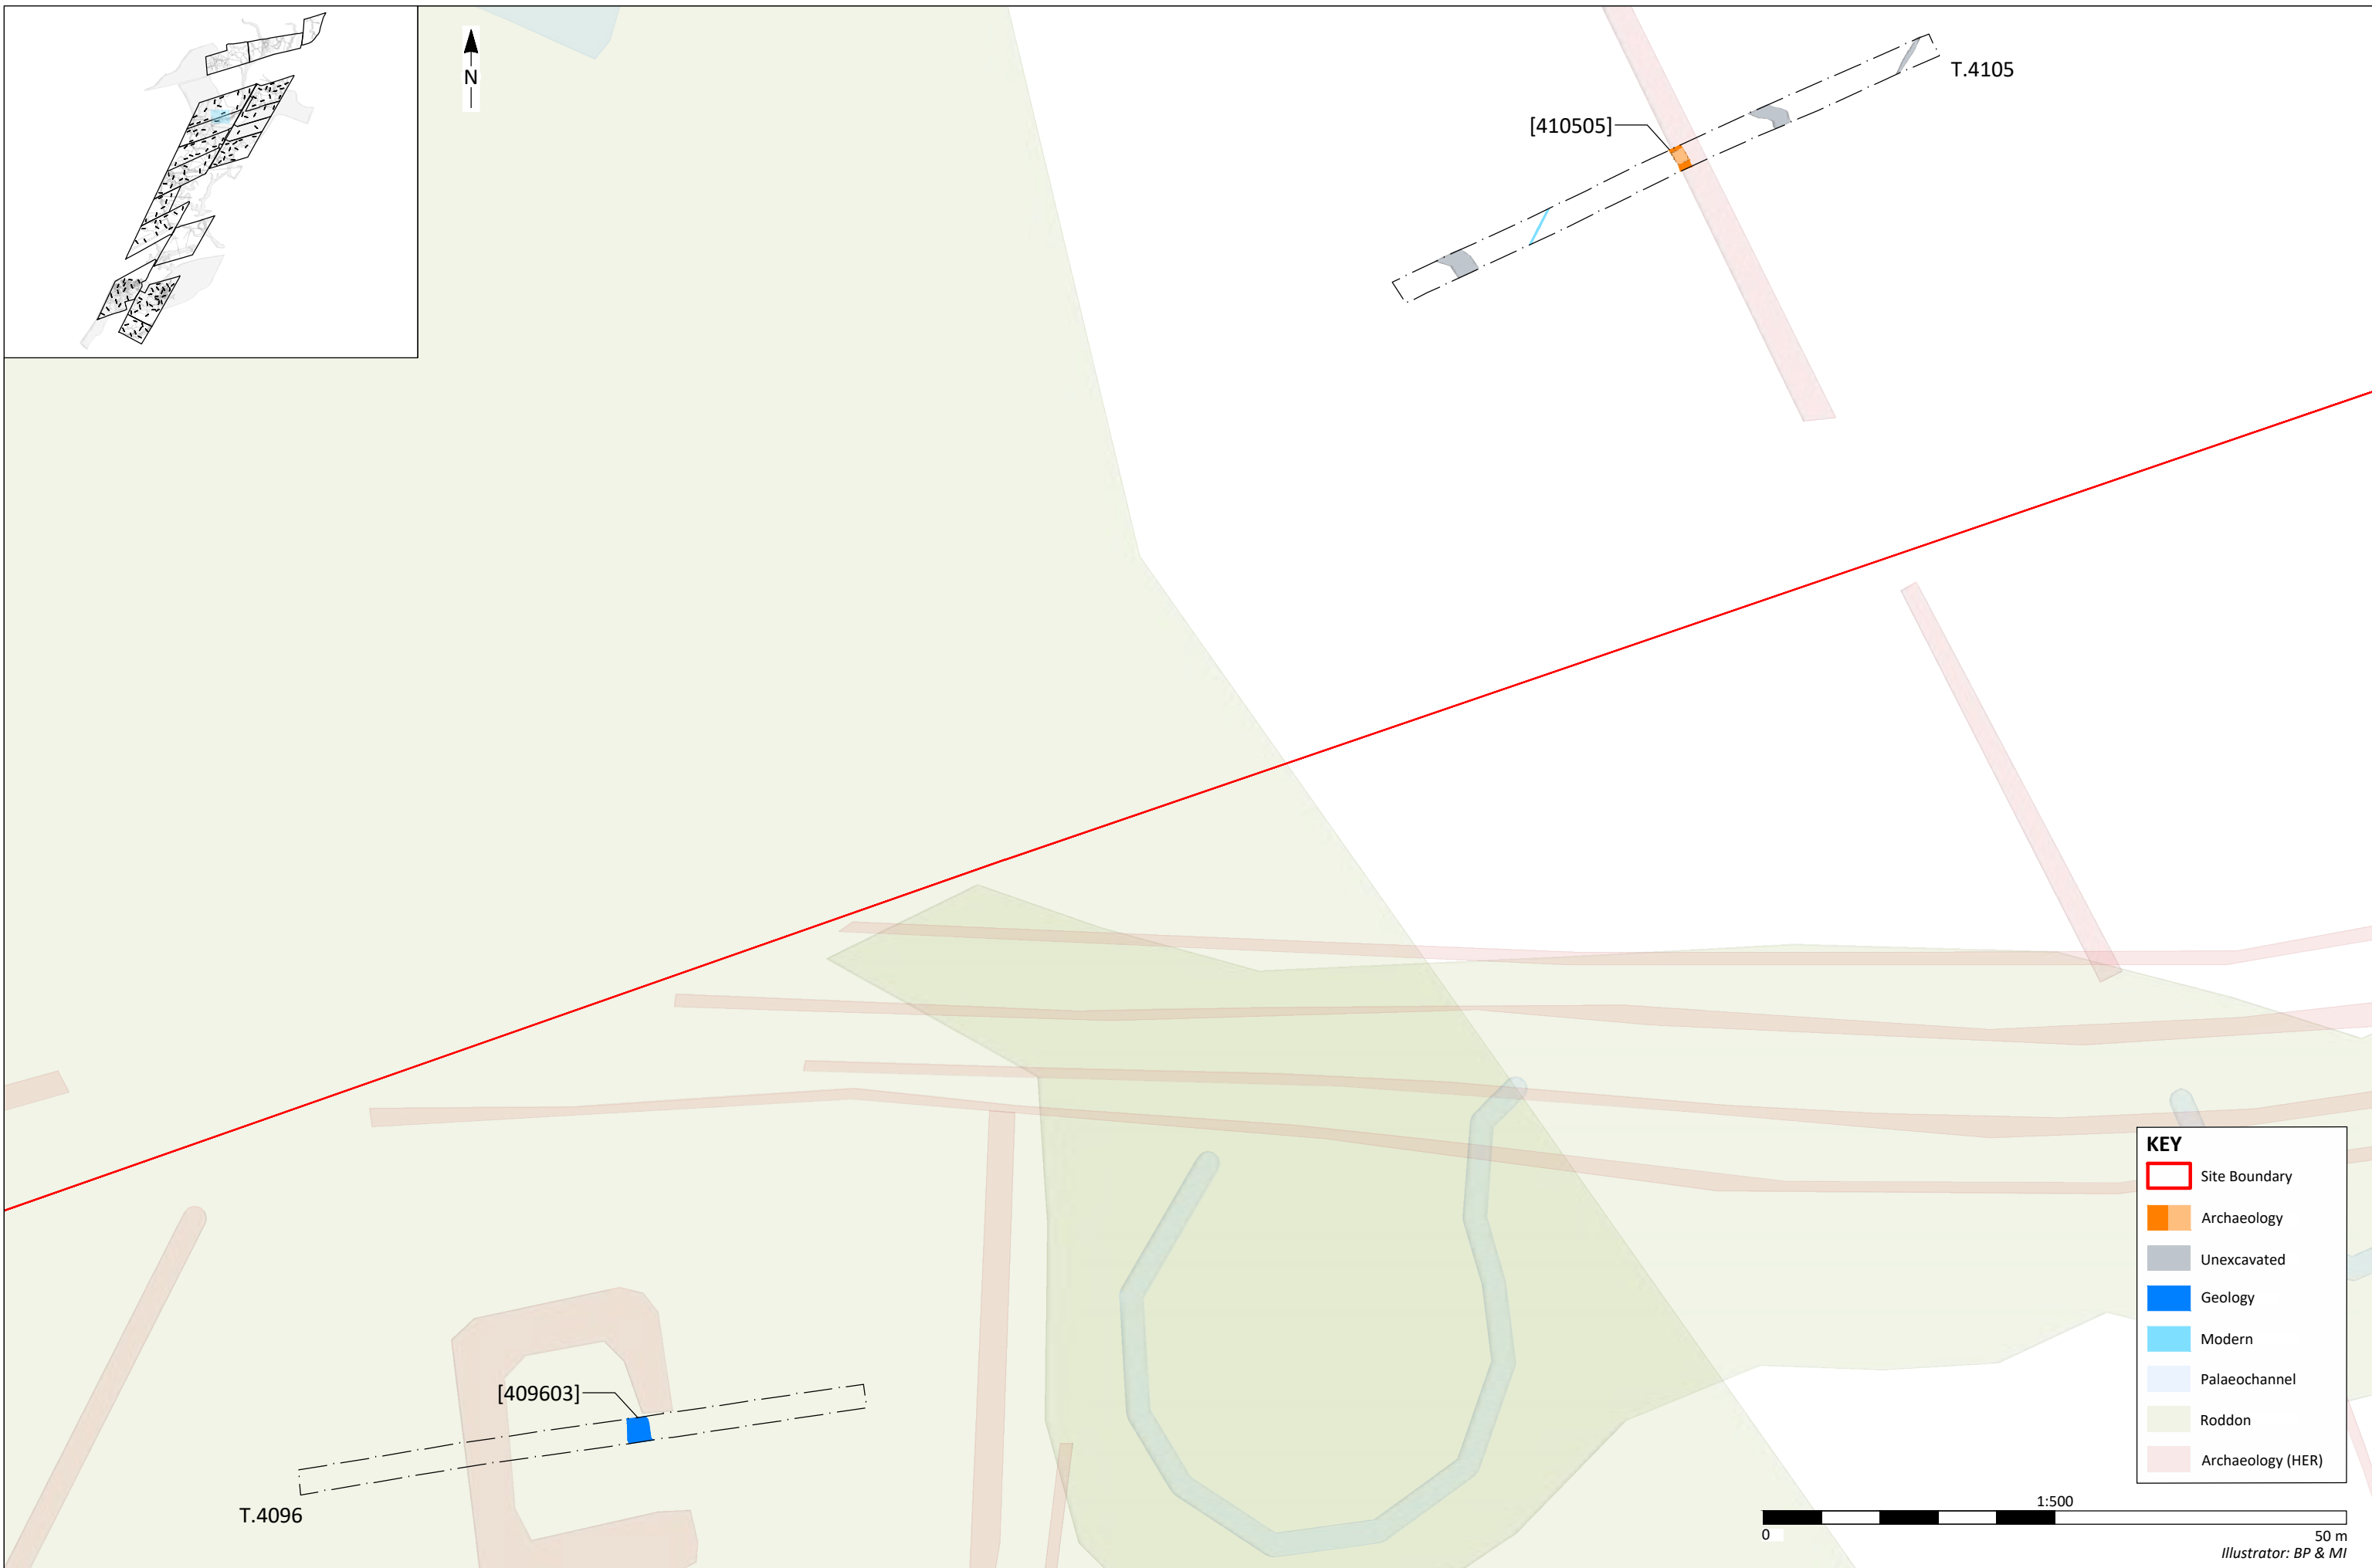 N
T.4105
[410505]
[409603]
T.4096
KEY
Site Boundary
Archaeology
Unexcavated
Geology
Modern
Palaeochannel
Roddon
Archaeology (HER)
1:500
0 50 m
Illustrator: BP & MI